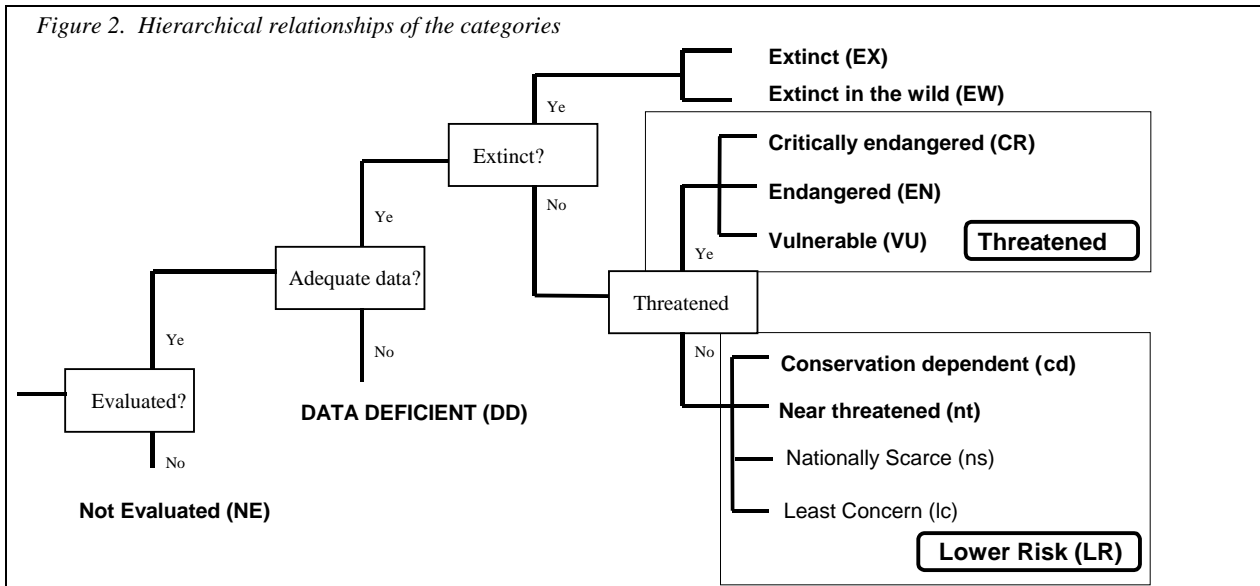 Figure 2. Hierarchical relationships of the categories
Extinct (EX)
Extinct in the wild (EW)
Ye
Extinct?
No
Critically endangered (CR)
Endangered (EN)
Vulnerable (VU)
Threatened
Ye
Adequate data?
No
DATA DEFICIENT (DD)
Ye
Threatened
No
Conservation dependent (cd)
Near threatened (nt)
Nationally Scarce (ns)
Least Concern (lc)
Lower Risk (LR)
Ye
Evaluated?
No
Not Evaluated (NE)